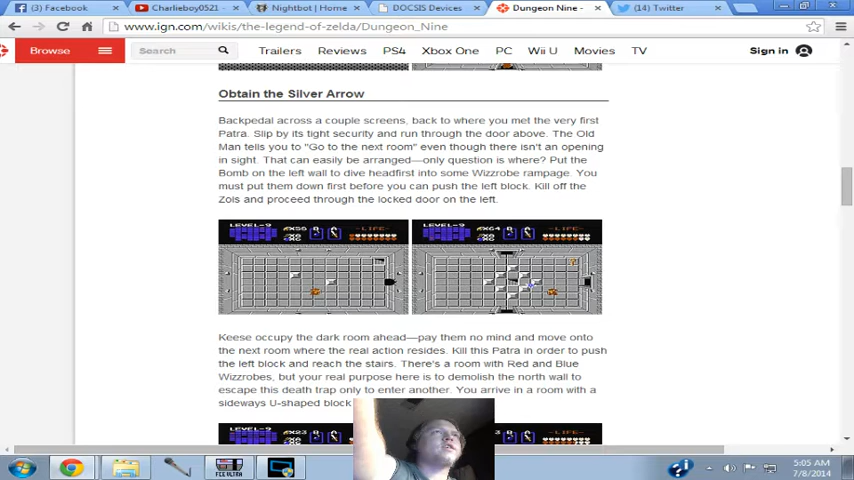 (3) Facebook
Charlieboy0521 -
Nightbot | Home
DOCSIS Devices
Dungeon Nine -
(14) Twitter
www.ign.com/wikis/the-legend-of-zelda/Dungeon_Nine
Browse
Search
Trailers
Reviews
PS4
Xbox One
PC
Wii U
Movies
TV
Sign in
Obtain the Silver Arrow
Backpedal across a couple screens, back to where you met the very first
Patra. Slip by its tight security and run through the door above. The Old
Man tells you to "Go to the next room" even though there isn't an opening
in sight. That can easily be arranged—only question is where? Put the
Bomb on the left wall to dive headfirst into some Wizzrobe rampage. You
must put them down first before you can push the left block. Kill off the
Zols and proceed through the locked door on the left.
LEVEL-9
-LIFE-
LEVEL-9
-LIFE-
Keese occupy the dark room ahead—pay them no mind and move onto
the next room where the real action resides. Kill this Patra in order to push
the left block and reach the stairs. There's a room with Red and Blue
Wizzrobes, but your real purpose here is to demolish the north wall to
escape this death trap only to enter another. You arrive in a room with a
sideways U-shaped block
LEVEL-9
-LIFE-
-LIFE-
FCE ULTRA
5:05 AM
7/8/2014